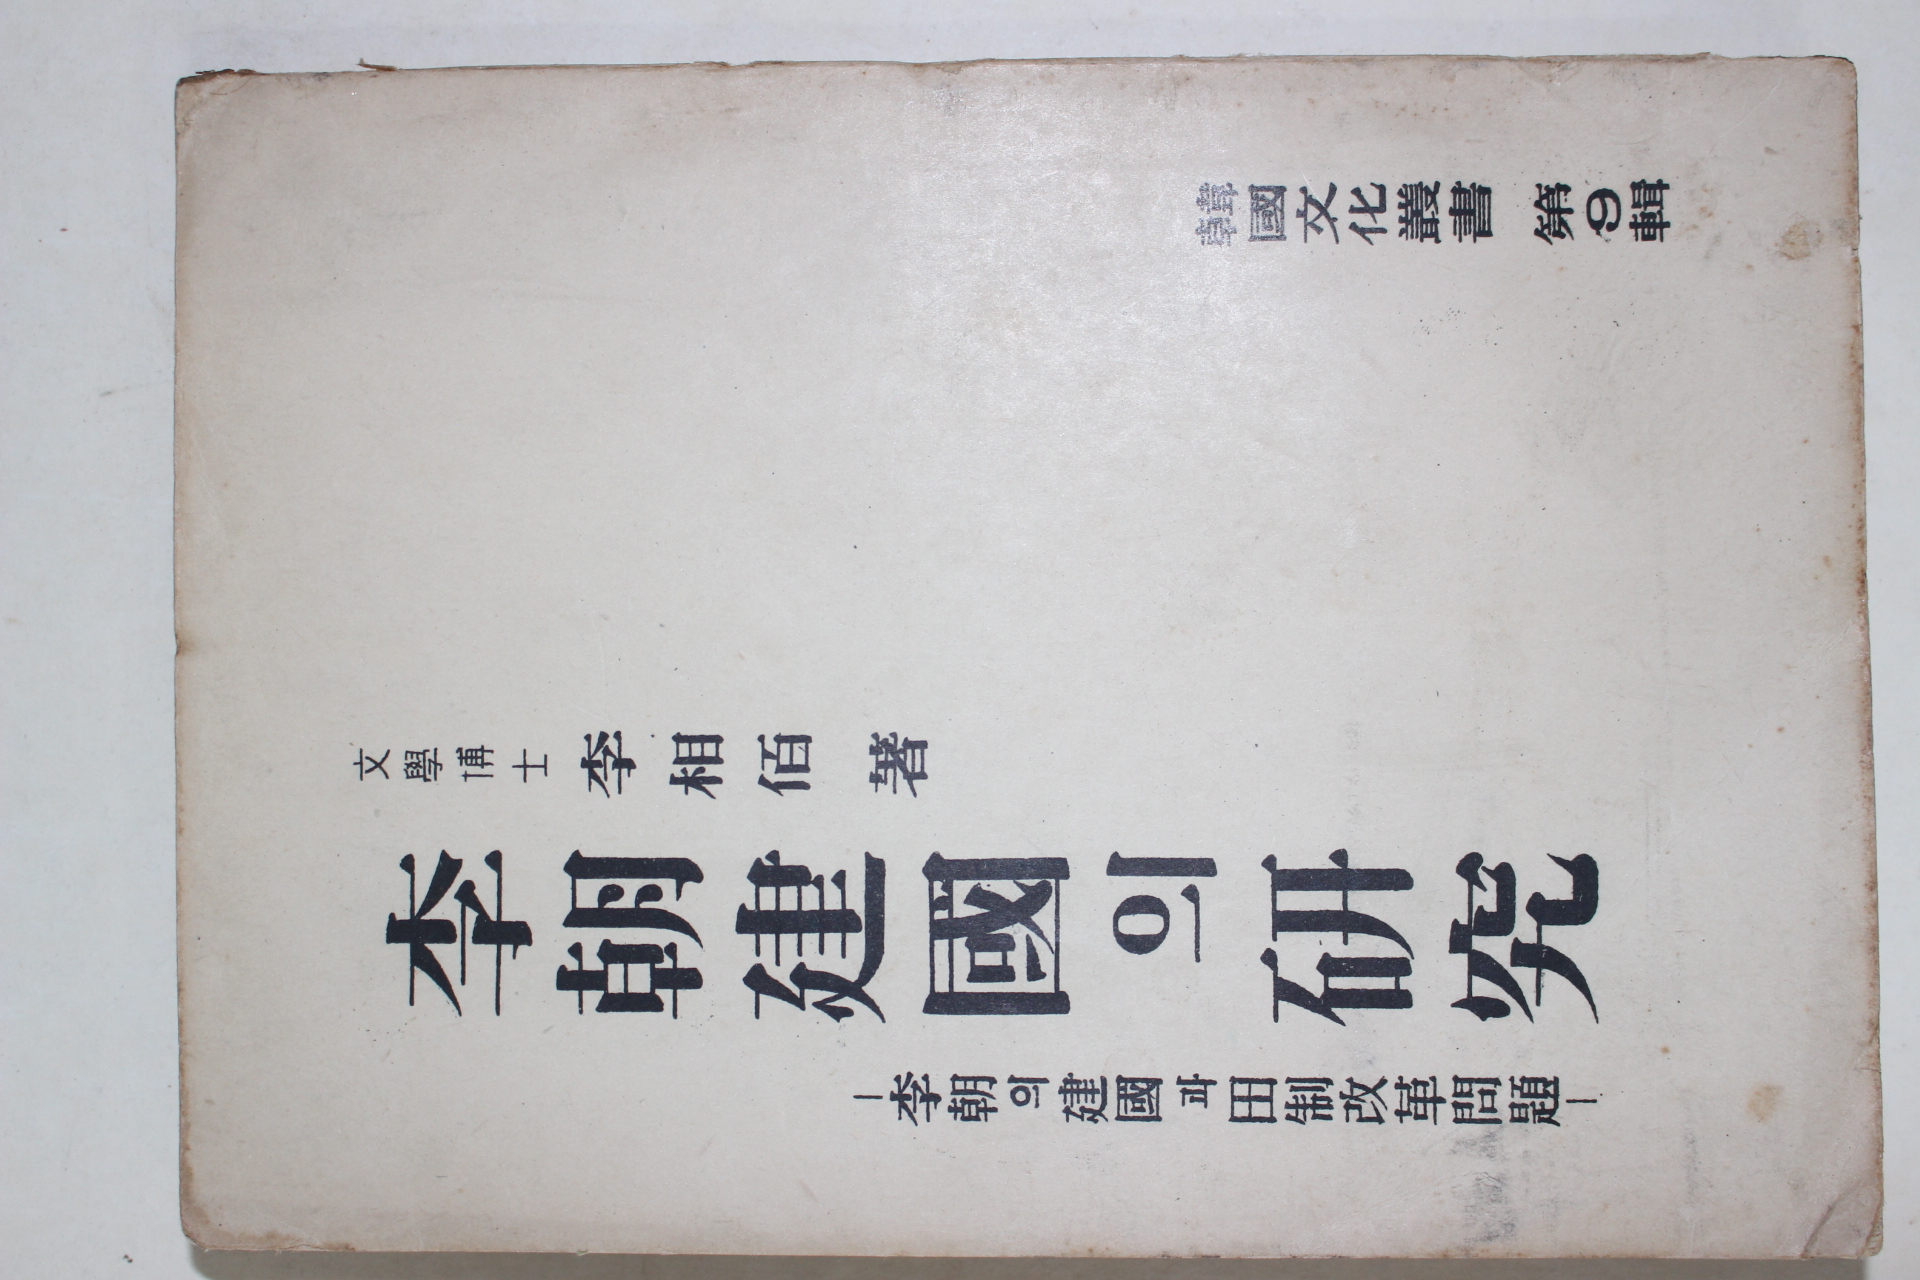 李朝建國의 硏究
—李朝의 建國과 田制改革問題—
文學博士 李相佰 著
韓國文化叢書 第9輯